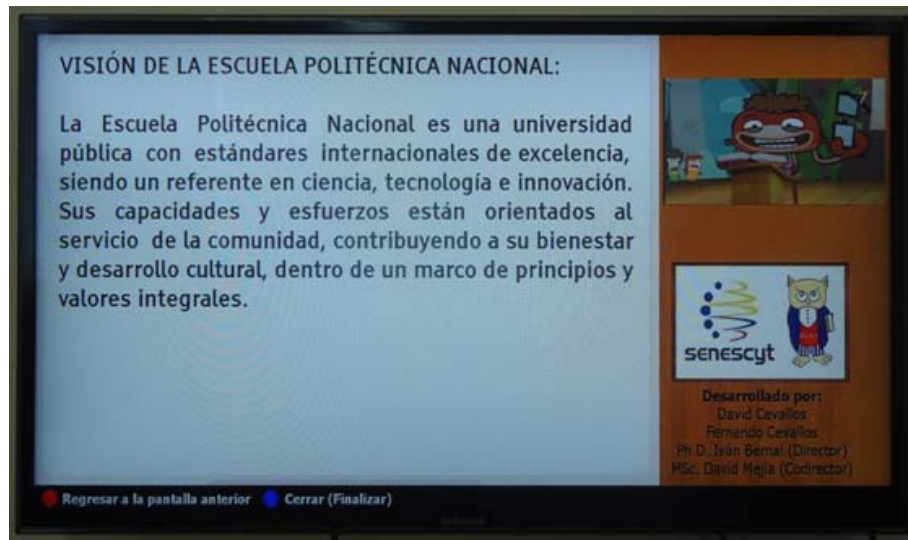 VISIÓN DE LA ESCUELA POLITÉCNICA NACIONAL:
La Escuela Politécnica Nacional es una universidad
pública con estándares internacionales de excelencia,
siendo un referente en ciencia, tecnología e innovación.
Sus capacidades y esfuerzos están orientados al
servicio de la comunidad, contribuyendo a su bienestar
y desarrollo cultural, dentro de un marco de principios y
valores integrales.
senescyt
Desarrollado por:
David Cevallos
Fernando Cevallos
Ph.D. Iván Bernal (Director)
MSc. David Mejía (Codirector)
Regresar a la pantalla anterior
Cerrar (Finalizar)